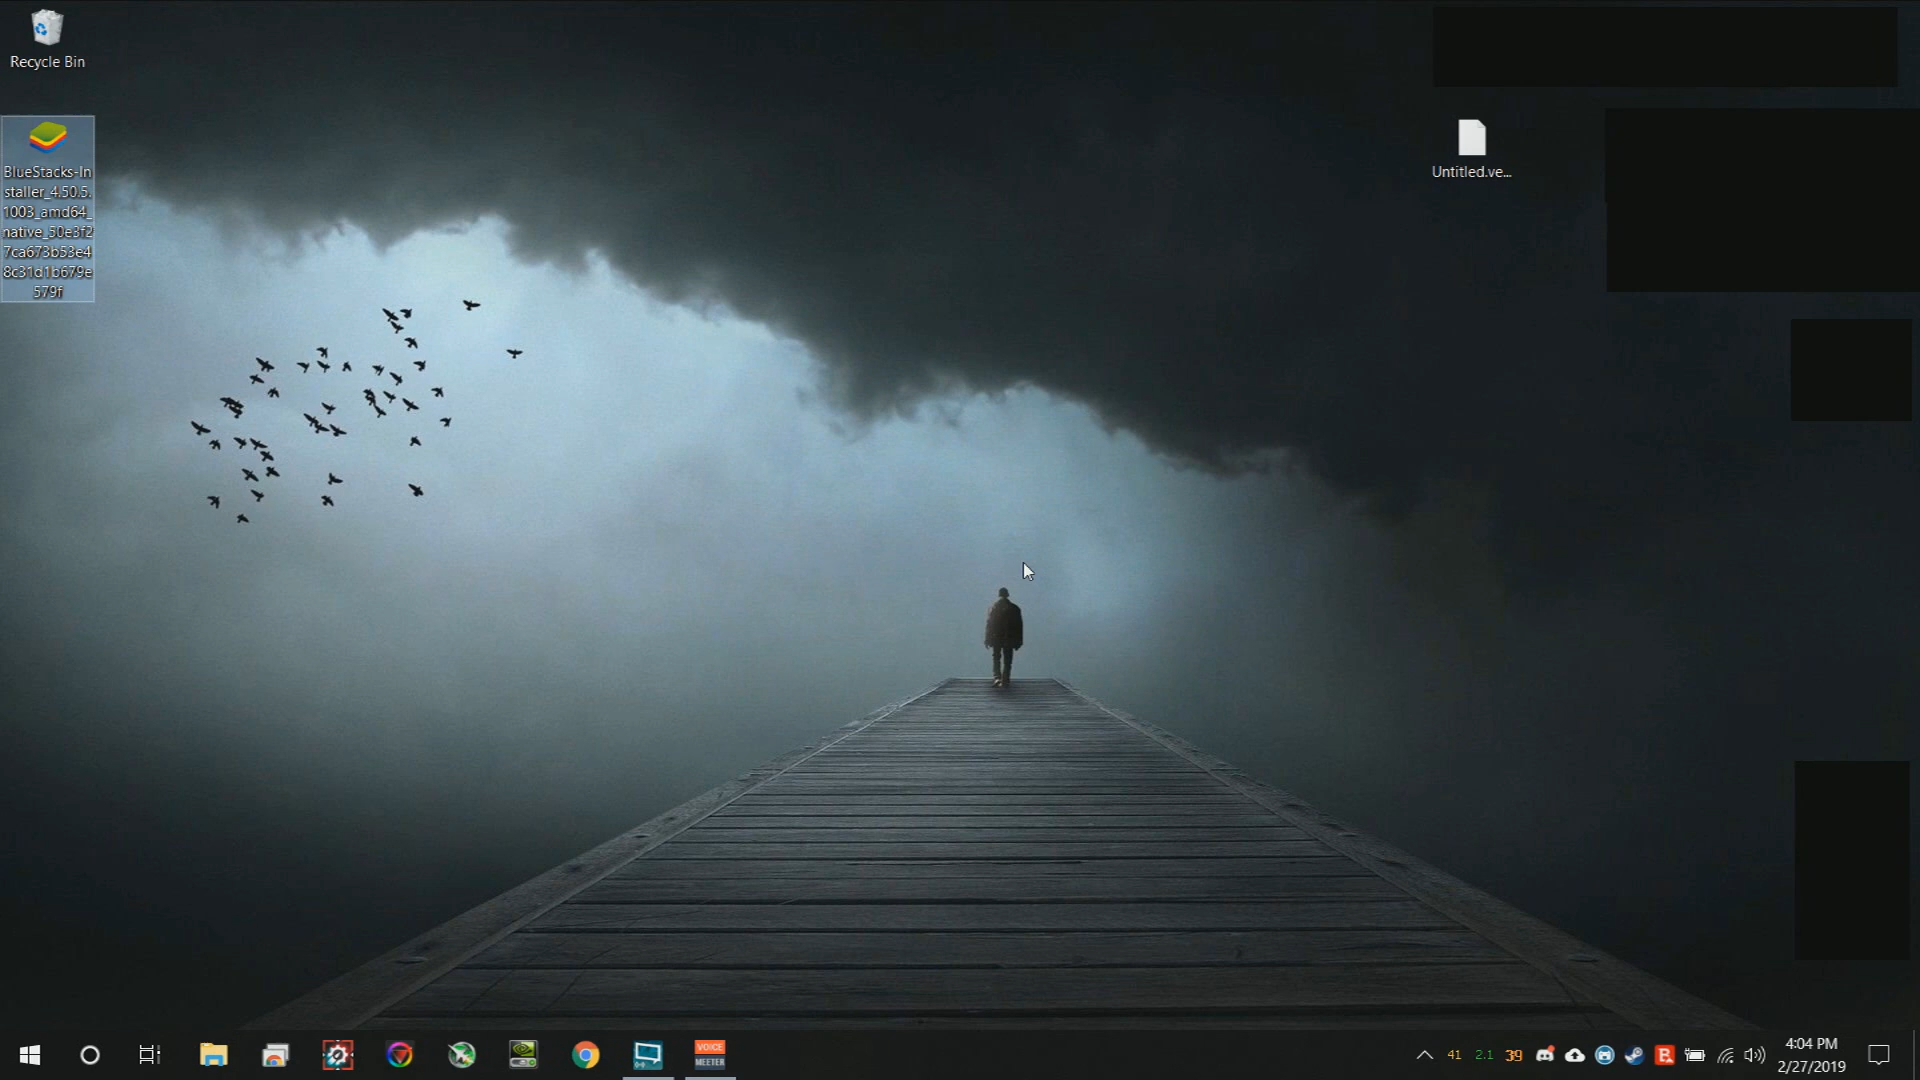 Recycle Bin
BlueStacks-In
staller_4.50.5.
1003_amd64_
native_50e3f2
7ca673b53e4
8c31d1b679e
579f
Untitled.ve...
VOICE
MEETER
41
2.1
39
4:04 PM
2/27/2019